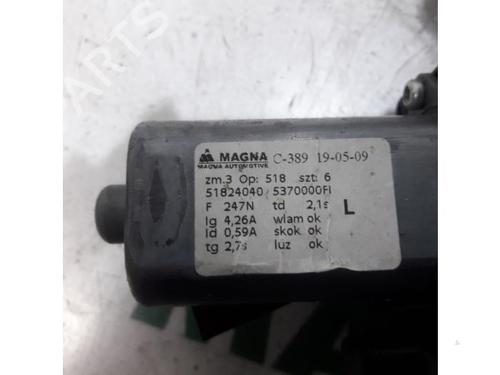 PARTS
MAGNA C-389 19-05-09
MAGNA AUTOMOTIVE
zm.3 Op: 518 szt: 6
51824040 5370000FI
F 247N td 2,1s L
Ig 4,26A wlam ok
Id 0,59A skok ok
tg 2,7s luz ok